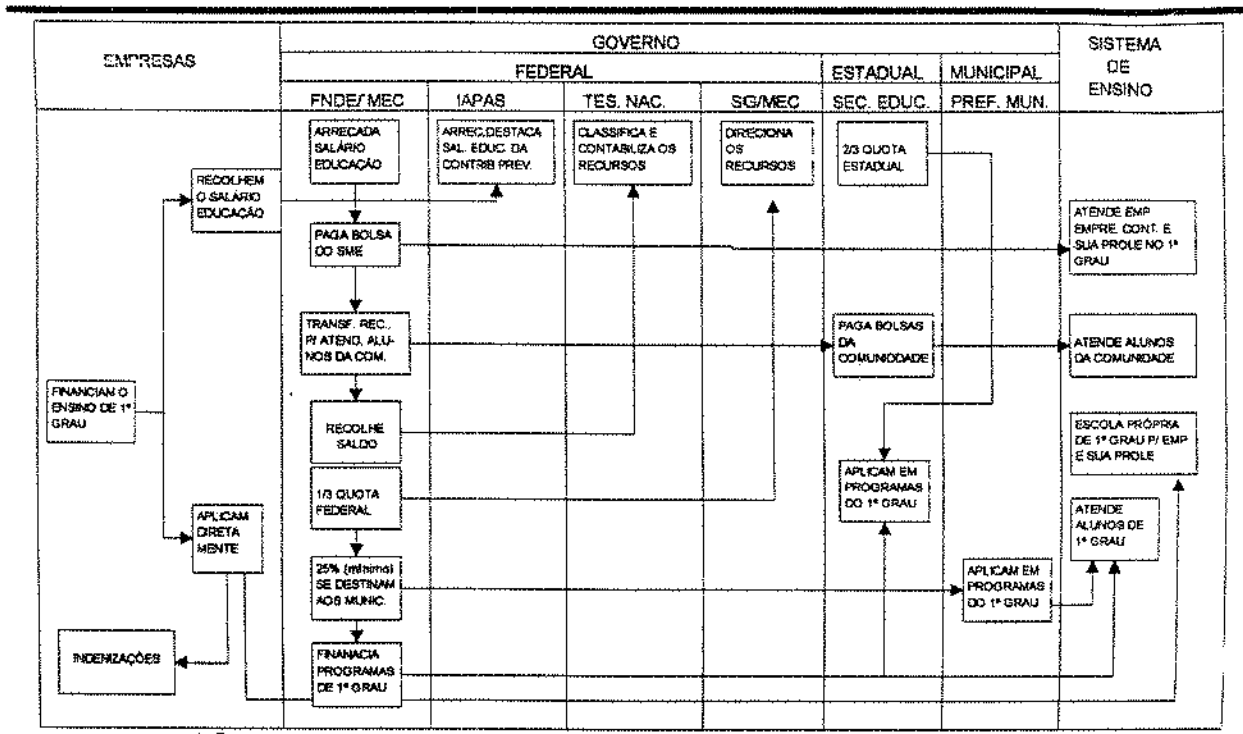 EMPRESAS
GOVERNO
SISTEMA
DE
ENSINO
FEDERAL
ESTADUAL
MUNICIPAL
FNDE/MEC
IAPAS
TES. NAC.
SG/MEC
SEC. EDUC.
PREF. MUN.
ARRECADA
SALÁRIO
EDUCAÇÃO
ARREC.DESTACA
SAL. EDUC. DA
CONTRIB PREV.
CLASSIFICA E
CONTABILIZA OS
RECURSOS
DIRECIONA
OS
RECURSOS
2/3 QUOTA
ESTADUAL
RECOLHEM
O SALÁRIO
EDUCAÇÃO
PAGA BOLSA
DO SME
ATENDE EMP
EMPRE. CONT. E
SUA PROLE NO 1º
GRAU
TRANSF. REC.,
P/ ATEND. ALU-
NOS DA COM.
PAGA BOLSAS
DA
COMUNIDADE
ATENDE ALUNOS
DA COMUNIDADE
FINANCIAM O
ENSINO DE 1º
GRAU
RECOLHE
SALDO
ESCOLA PRÓPRIA
DE 1º GRAU P/ EMP
E SUA PROLE
APLICAM EM
PROGRAMAS
DO 1º GRAU
1/3 QUOTA
FEDERAL
APLICAM
DIRETA
MENTE
ATENDE
ALUNOS DE
1º GRAU
25% (mínimo)
SE DESTINAM
AOS MUNIC.
APLICAM EM
PROGRAMAS
DO 1º GRAU
INDENIZAÇÕES
FINANACIA
PROGRAMAS
DE 1º GRAU